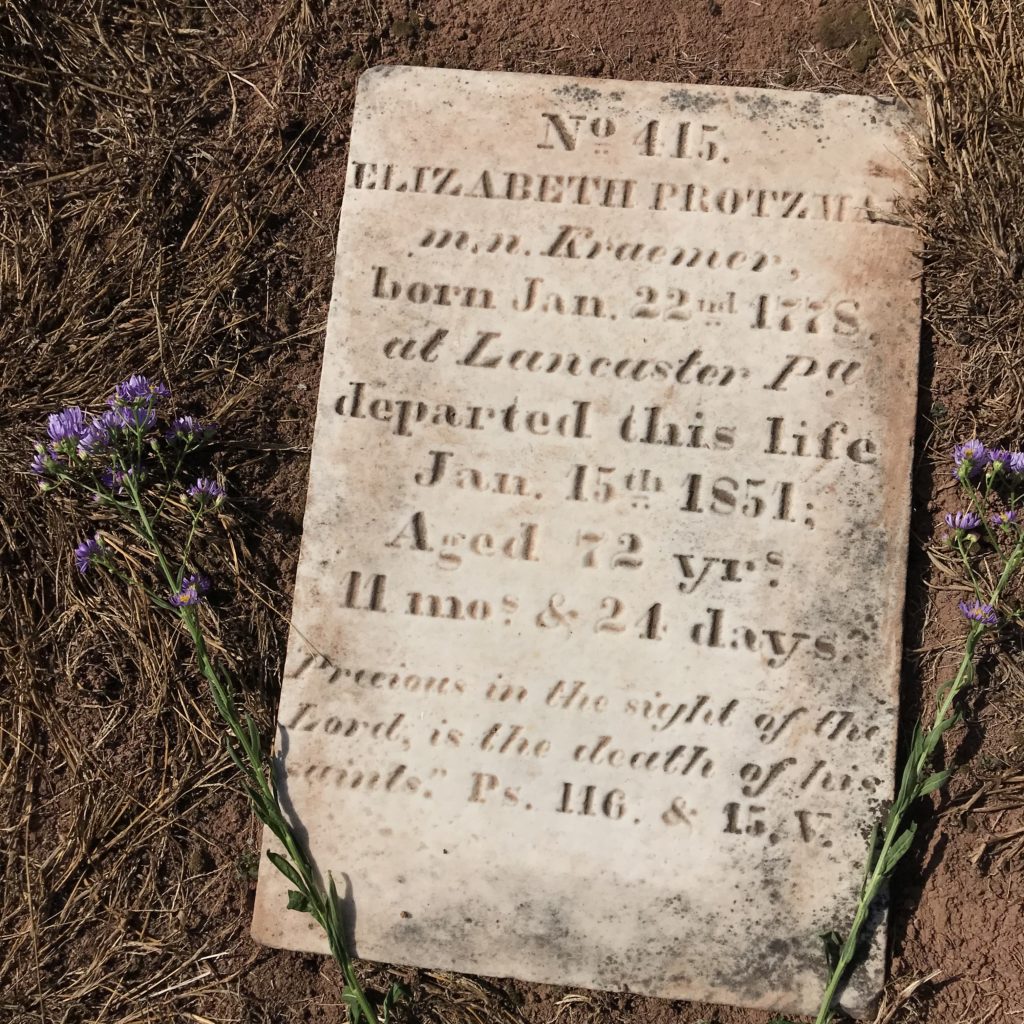 No 415.
ELIZABETH PROTZMAN
m.n. Kraemer,
born Jan. 22nd 1778.
at Lancaster Pa
departed this life
Jan. 15th 1851;
Aged 72 yrs.
11 mos. & 24 days.
"Precious in the sight of the
Lord, is the death of his
saints." Ps. 116. & 15. V.